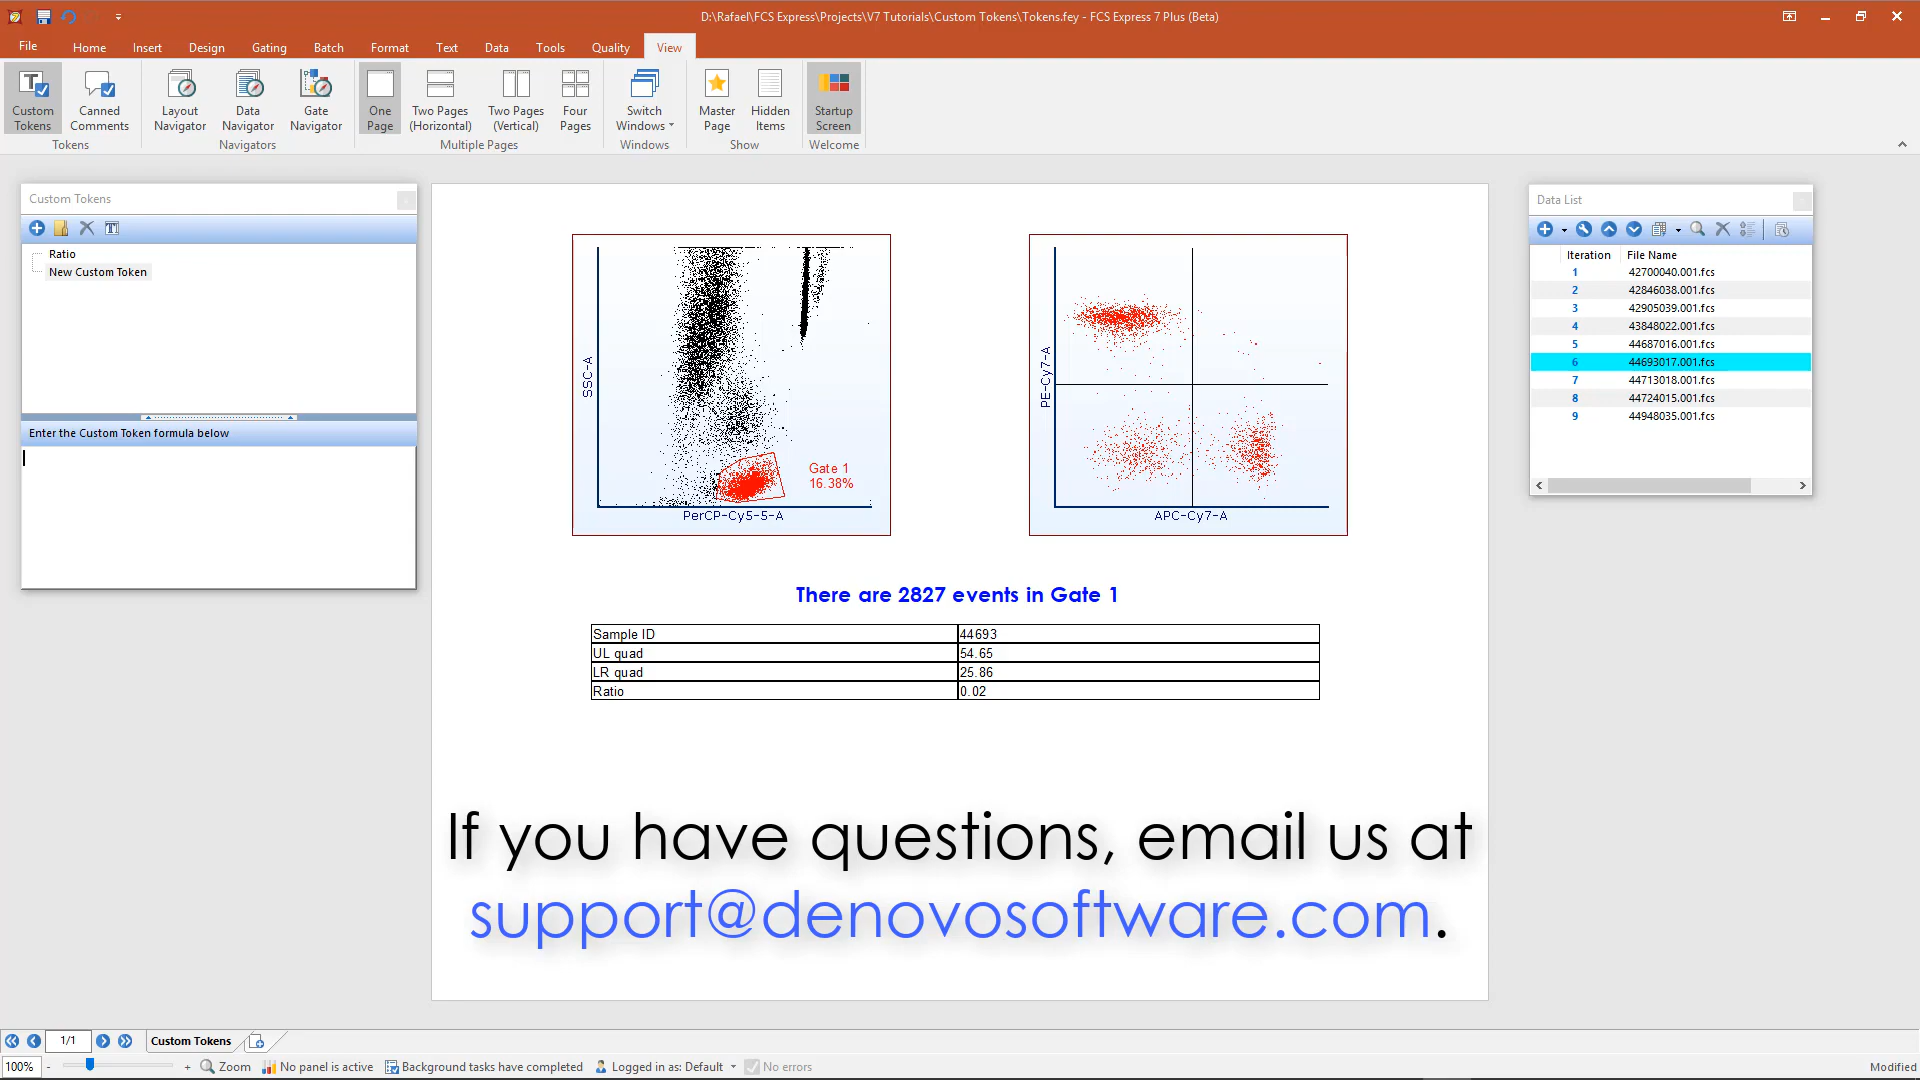 D:\Rafael\FCS Express\Projects\V7 Tutorials\Custom Tokens\Tokens.fey - FCS Express 7 Plus (Beta)
File Home Insert Design Gating Batch Format Text Data Tools Quality View
Custom Tokens
Canned Comments
Layout Navigator
Data Navigator
Gate Navigator
One Page
Two Pages (Horizontal)
Two Pages (Vertical)
Four Pages
Switch Windows
Master Page
Hidden Items
Startup Screen
Tokens Navigators Multiple Pages Windows Show Welcome
Custom Tokens
Ratio
New Custom Token
Enter the Custom Token formula below
SSC-A
Gate 1
16.38%
PerCP-Cy5-5-A
PE-Cy7-A
APC-Cy7-A
There are 2827 events in Gate 1
Sample ID 44693
UL quad 54.65
LR quad 25.86
Ratio 0.02
If you have questions, email us at
support@denovosoftware.com.
Data List
Iteration File Name
1 42700040.001.fcs
2 42846038.001.fcs
3 42905039.001.fcs
4 43848022.001.fcs
5 44687016.001.fcs
6 44693017.001.fcs
7 44713018.001.fcs
8 44724015.001.fcs
9 44948035.001.fcs
1/1 Custom Tokens
100% - + Zoom No panel is active Background tasks have completed Logged in as: Default No errors Modified